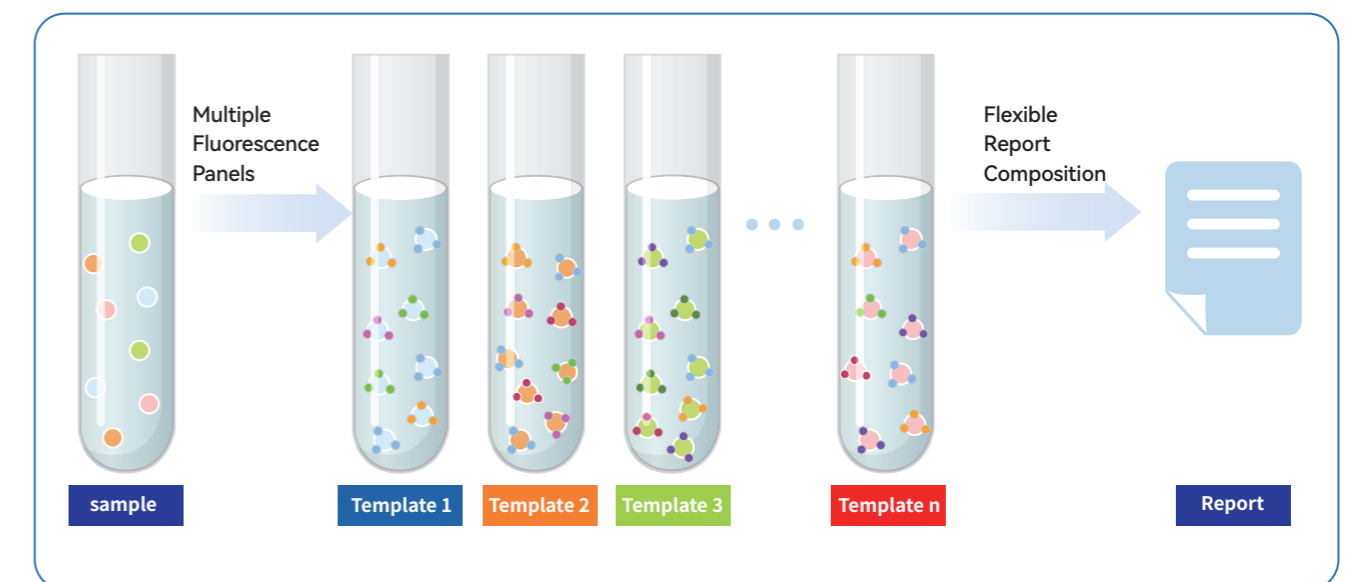 Multiple
Fluorescence
Panels
Flexible
Report
Composition
sample
Template 1
Template 2
Template 3
Template n
Report